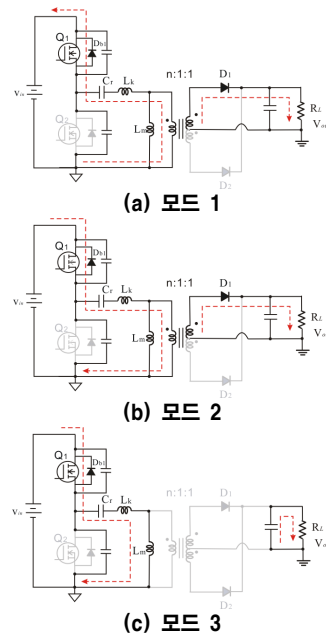 Q1
Db1
Cr
Lk
n:1:1
D1
Vin
Q2
Lm
RL
Vo
D2
(a) 모드 1
Q1
Db1
Cr
Lk
n:1:1
D1
Vin
Q2
Lm
RL
Vo
D2
(b) 모드 2
Q1
Db1
Cr
Lk
n:1:1
D1
Vin
Q2
Lm
RL
Vo
D2
(c) 모드 3